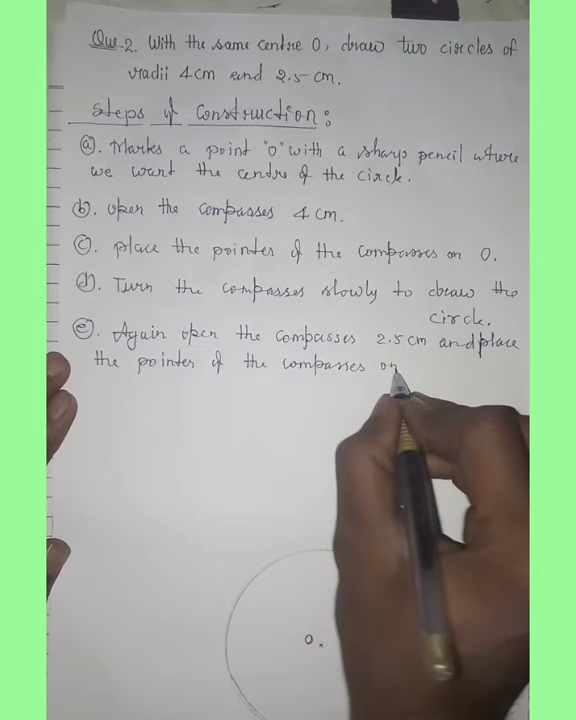 Que.2. With the same centre O, draw two circles of
radii 4cm and 2.5 cm.
Steps of Construction:
(a). Marks a point "O" with a sharp pencil where
we want the centre of the circle.
(b). Open the compasses 4 cm.
(c). place the pointer of the compasses on O.
(d). Turn the compasses slowly to draw the
circle.
(e). Again open the compasses 2.5 cm and place
the pointer of the compasses on
O